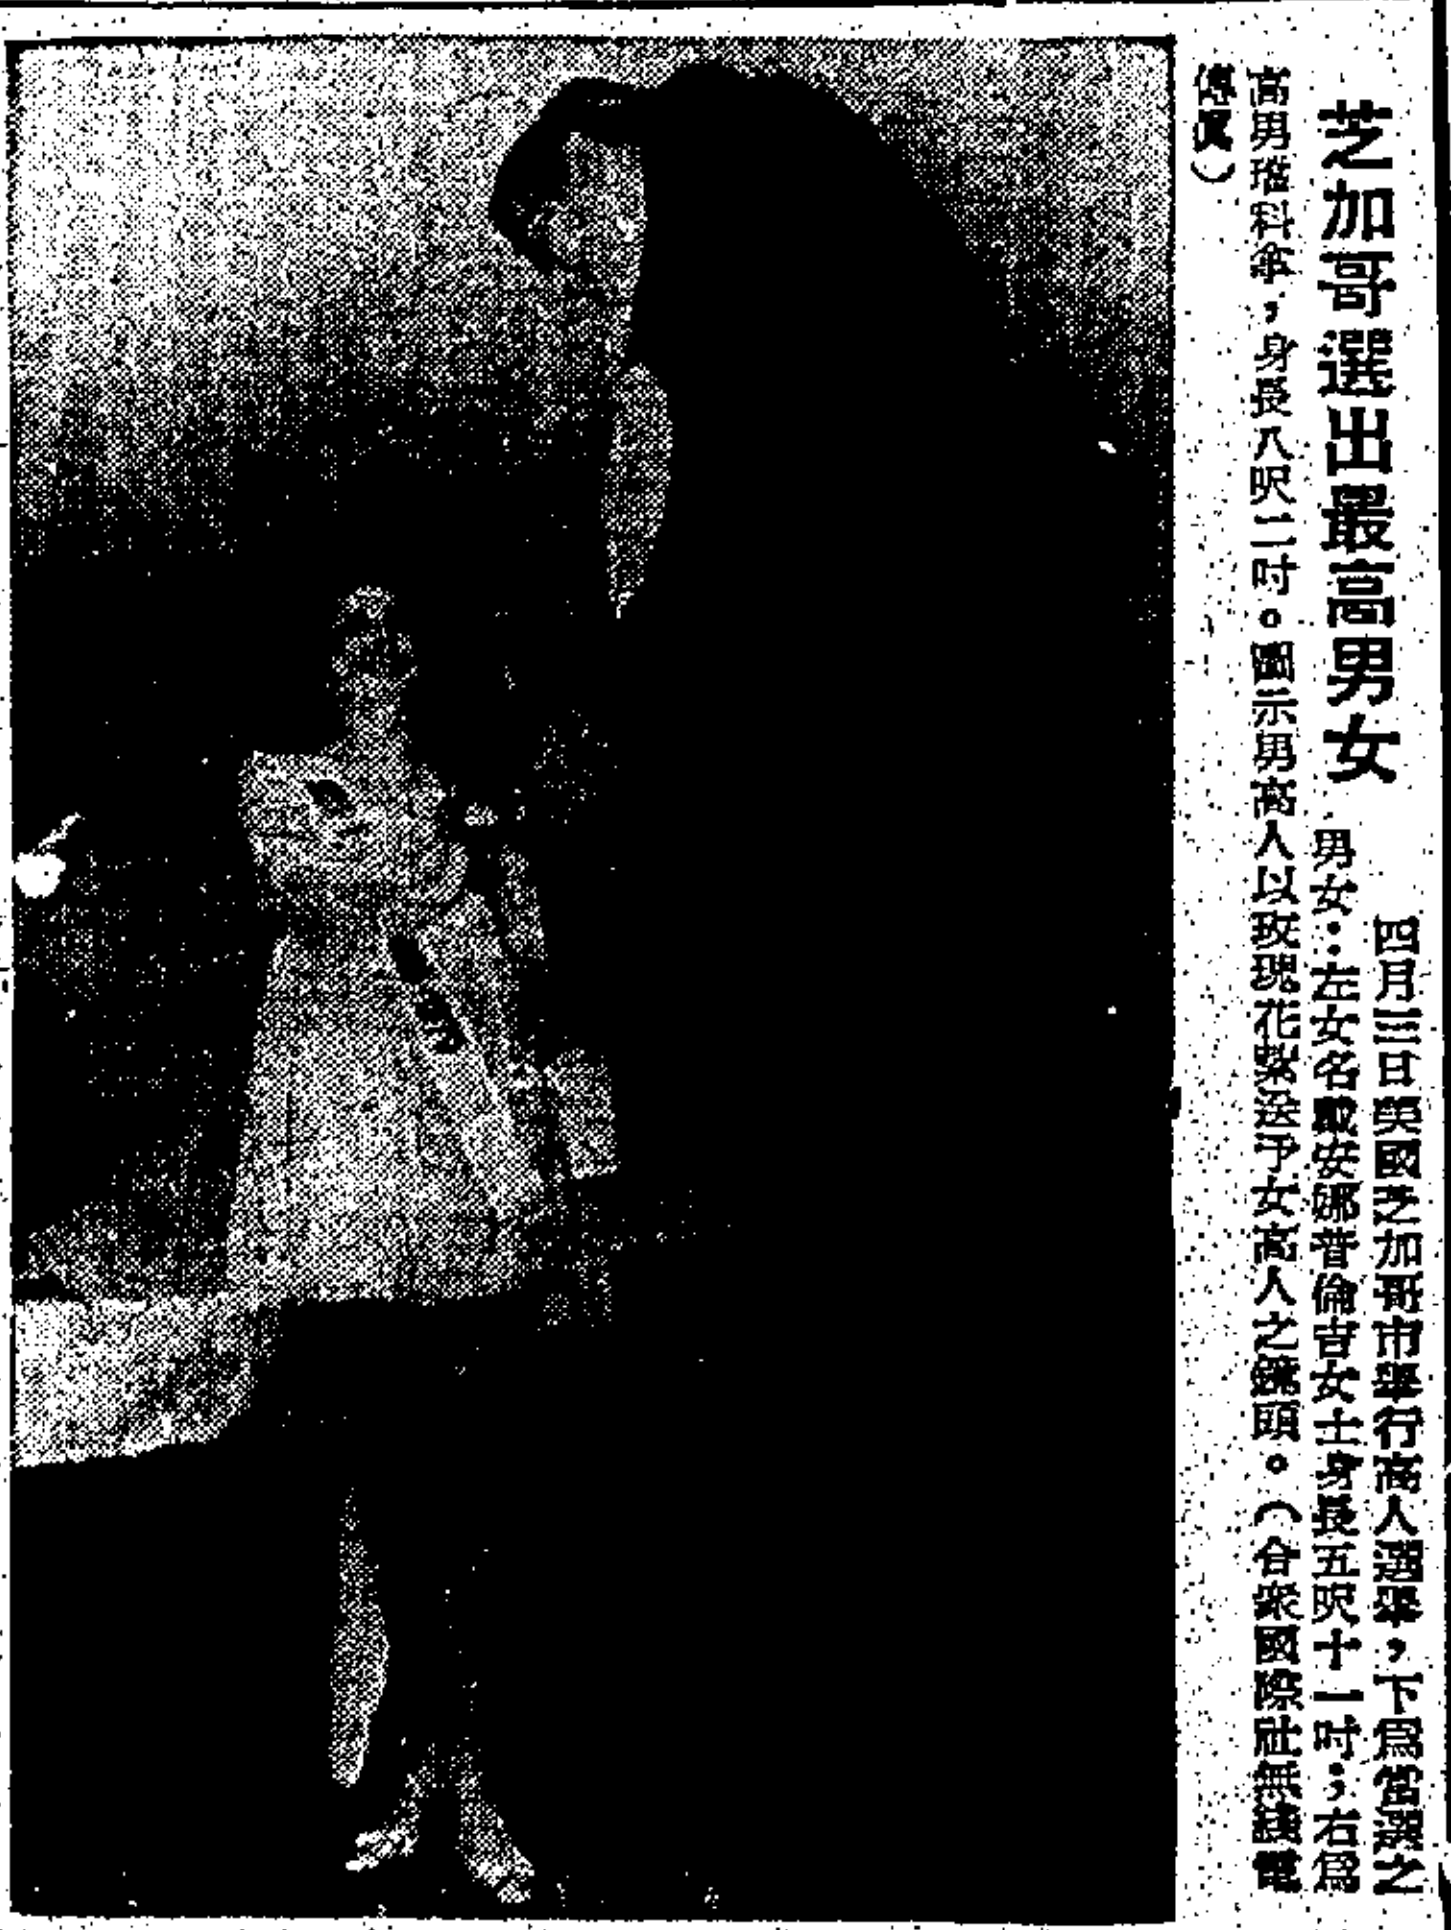 芝加哥選出最高男女
四月三日美國芝加哥市舉行高人選舉，下爲當選之
男女：左女名戴安娜普倫吉女士身長五呎十一吋；右爲
高男瑞科傘，身長八呎二吋。圖示男高人以玫瑰花紮送予女高人之鏡頭。（合衆國際社無綫電
傳眞）